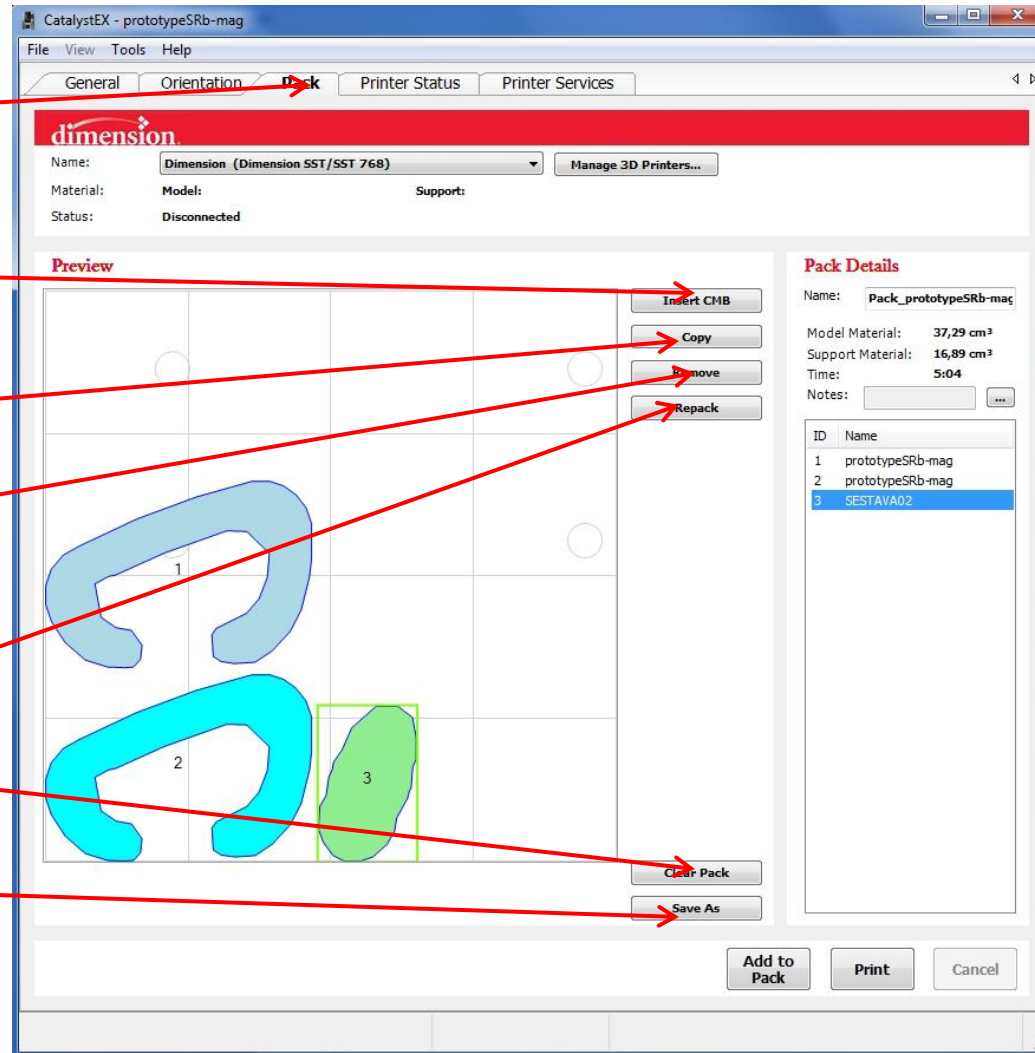 CatalystEX - prototypeSRb-mag
File View Tools Help
General Orientation Pack Printer Status Printer Services
dimension
Name: Dimension (Dimension SST/SST 768) Manage 3D Printers...
Material: Model: Support:
Status: Disconnected
Preview
Insert CMB
Copy
Remove
Repack
1
2
3
Clear Pack
Save As
Pack Details
Name: Pack_prototypeSRb-mag
Model Material: 37,29 cm³
Support Material: 16,89 cm³
Time: 5:04
Notes: ...
ID Name
1 prototypeSRb-mag
2 prototypeSRb-mag
3 SESTAVA02
Add to
Pack
Print
Cancel